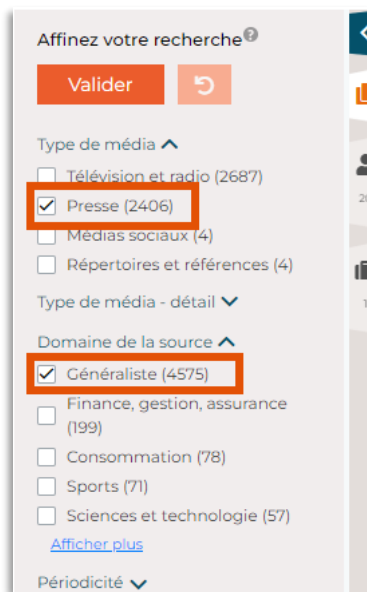 Affinez votre recherche?
Valider
Type de média
Télévision et radio (2687)
Presse (2406)
Médias sociaux (4)
Répertoires et références (4)
Type de média - détail
Domaine de la source
Généraliste (4575)
Finance, gestion, assurance
(199)
Consommation (78)
Sports (71)
Sciences et technologie (57)
Afficher plus
Périodicité